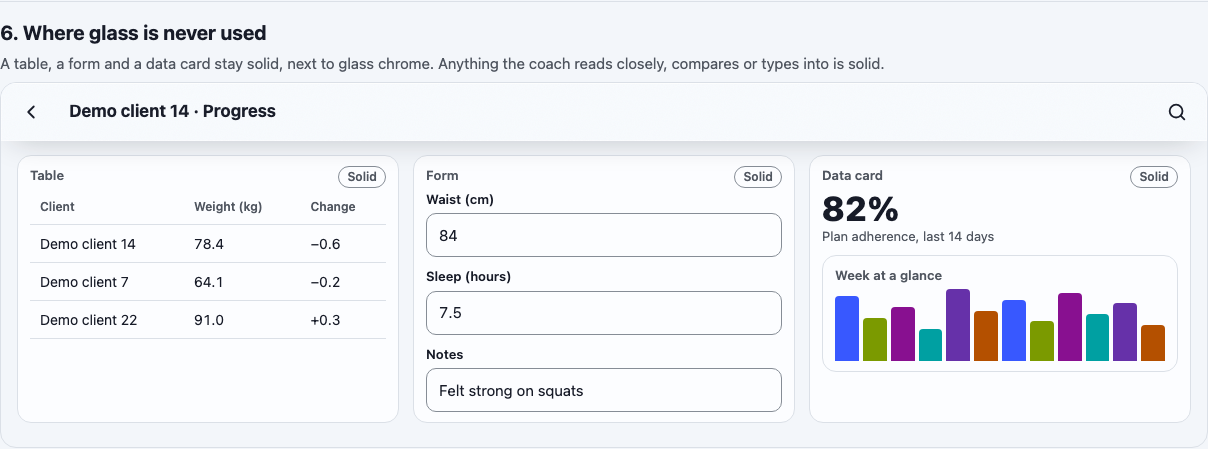 6. Where glass is never used
A table, a form and a data card stay solid, next to glass chrome. Anything the coach reads closely, compares or types into is solid.
Demo client 14 · Progress
Table
Solid
Client Weight (kg) Change
Demo client 14 78.4 −0.6
Demo client 7 64.1 −0.2
Demo client 22 91.0 +0.3
Form
Solid
Waist (cm)
84
Sleep (hours)
7.5
Notes
Felt strong on squats
Data card
Solid
82%
Plan adherence, last 14 days
Week at a glance